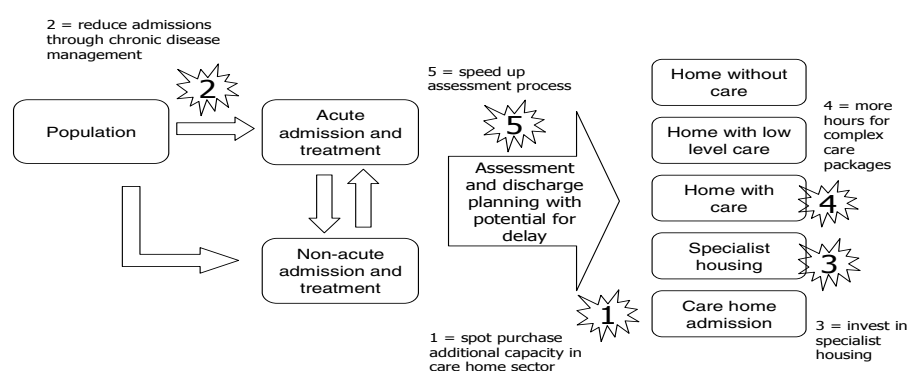 2 = reduce admissions
through chronic disease
management
2
Population
Acute
admission and
treatment
Non-acute
admission and
treatment
5 = speed up
assessment process
5
Assessment
and discharge
planning with
potential for
delay
1 = spot purchase
additional capacity in
care home sector
1
Home without
care
Home with low
level care
Home with
care
4
Specialist
housing
3
Care home
admission
4 = more
hours for
complex
care
packages
3 = invest in
specialist
housing